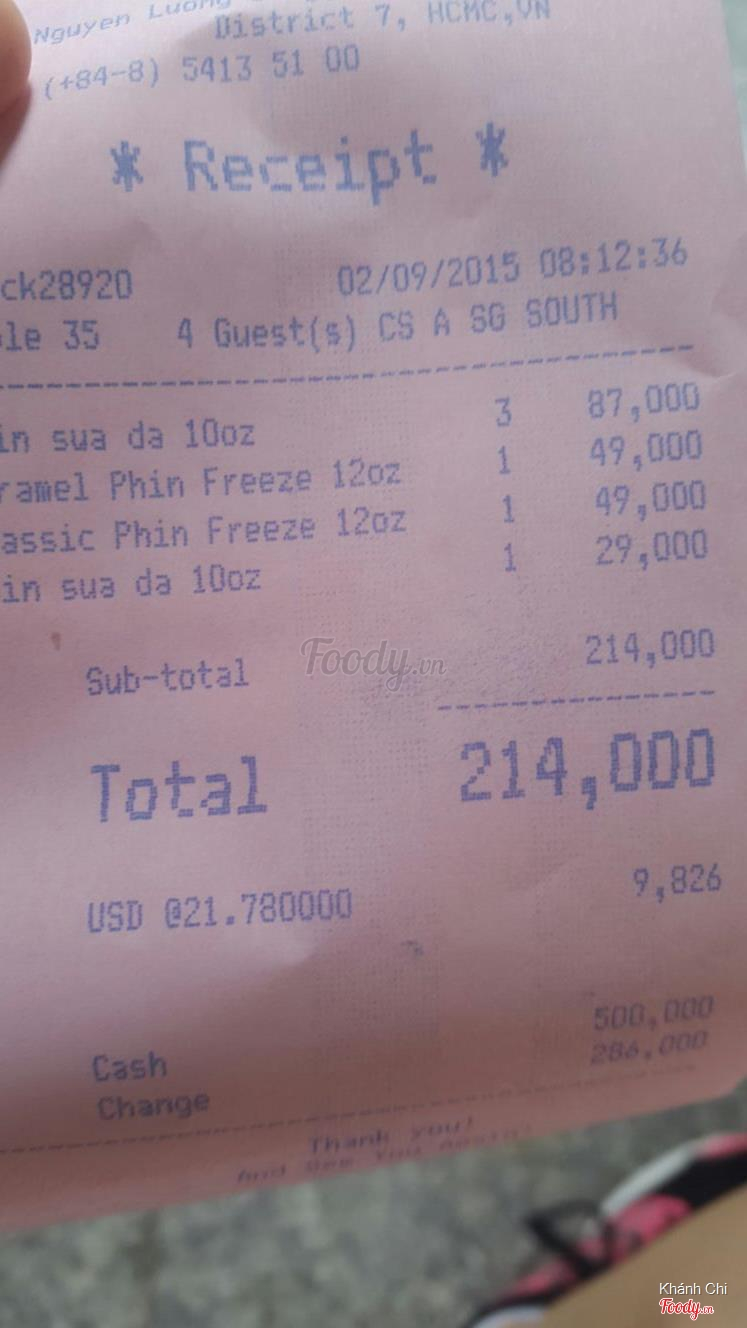 Nguyen Luong
District 7, HCMC,VN
(+84-8) 5413 51 00
* Receipt *
ck28920 02/09/2015 08:12:36
le 35 4 Guest(s) CS A SG SOUTH
in sua da 10oz 3 87,000
ramel Phin Freeze 12oz 1 49,000
assic Phin Freeze 12oz 1 49,000
in sua da 10oz 1 29,000
Sub-total 214,000
Total 214,000
USD @21.780000 9,826
Cash 500,000
Change 286,000
Thank you!
And See You Again!
Foody.vn
Khánh Chi
Foody.vn